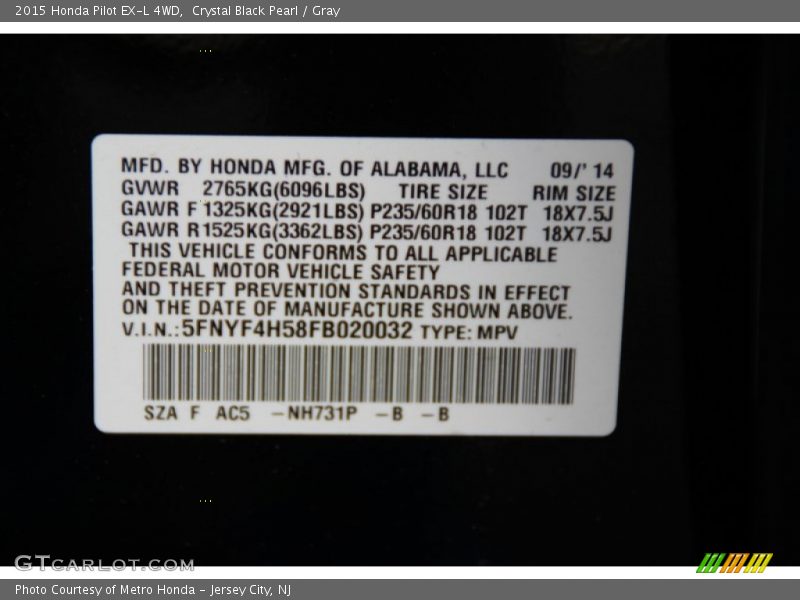 2015 Honda Pilot EX-L 4WD, Crystal Black Pearl / Gray
MFD. BY HONDA MFG. OF ALABAMA, LLC 09/' 14
GVWR 2765KG(6096LBS) TIRE SIZE RIM SIZE
GAWR F 1325KG(2921LBS) P235/60R18 102T 18X7.5J
GAWR R 1525KG(3362LBS) P235/60R18 102T 18X7.5J
THIS VEHICLE CONFORMS TO ALL APPLICABLE
FEDERAL MOTOR VEHICLE SAFETY
AND THEFT PREVENTION STANDARDS IN EFFECT
ON THE DATE OF MANUFACTURE SHOWN ABOVE.
V.I.N.:5FNYF4H58FB020032 TYPE: MPV
SZA F AC5 -NH731P -B -B
GTCARLOT.COM
Photo Courtesy of Metro Honda - Jersey City, NJ